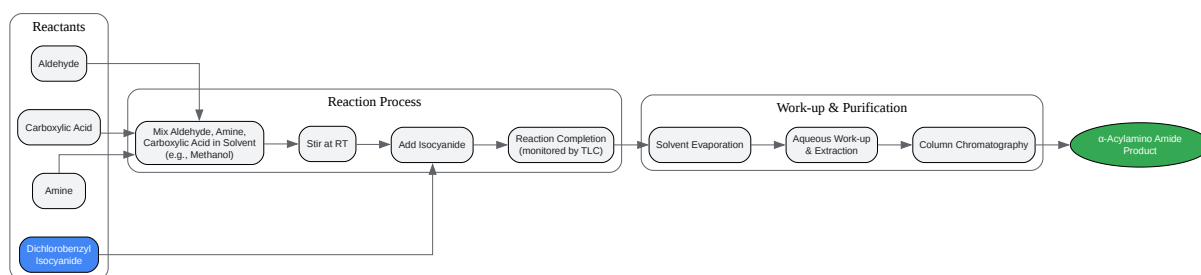 Reactants
Aldehyde
Carboxylic Acid
Amine
Dichlorobenzyl
Isocyanide
Reaction Process
Mix Aldehyde, Amine,
Carboxylic Acid in Solvent
(e.g., Methanol)
Stir at RT
Add Isocyanide
Reaction Completion
(monitored by TLC)
Work-up & Purification
Solvent Evaporation
Aqueous Work-up
& Extraction
Column Chromatography
α-Acylamino Amide
Product